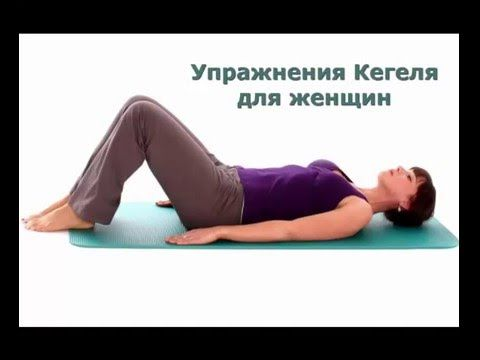 Упражнения Кегеля
для женщин